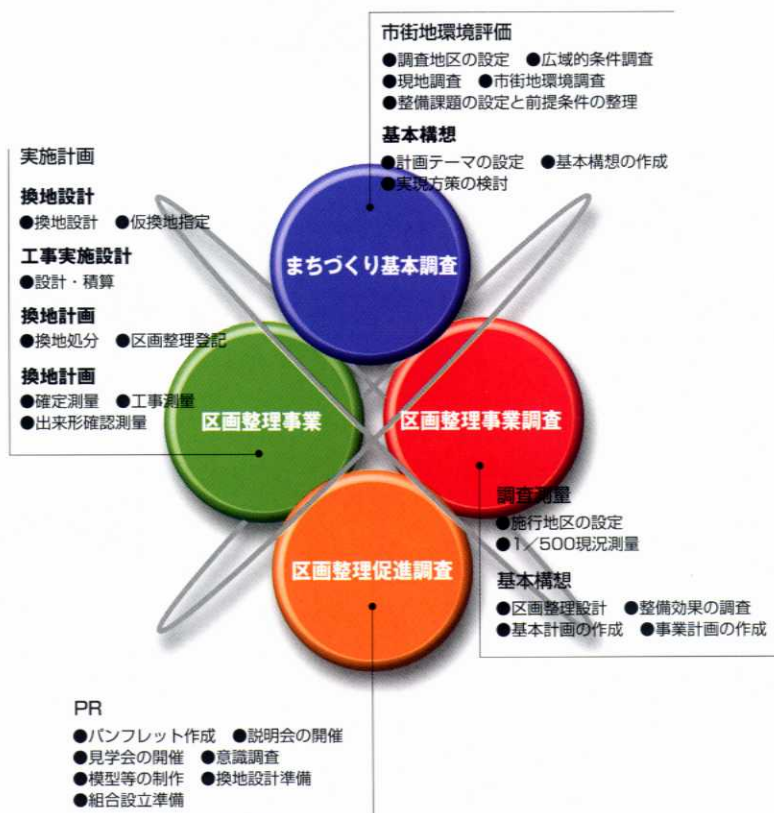 市街地環境評価
●調査地区の設定 ●広域的条件調査
●現地調査 ●市街地環境調査
●整備課題の設定と前提条件の整理
基本構想
●計画テーマの設定 ●基本構想の作成
●実現方策の検討
実施計画
換地設計
●換地設計 ●仮換地指定
工事実施設計
●設計・積算
換地計画
●換地処分 ●区画整理登記
換地計画
●確定測量 ●工事測量
●出来形確認測量
まちづくり基本調査
区画整理事業
区画整理事業調査
区画整理促進調査
調査測量
●施行地区の設定
●1/500現況測量
基本構想
●区画整理設計 ●整備効果の調査
●基本計画の作成 ●事業計画の作成
PR
●パンフレット作成 ●説明会の開催
●見学会の開催 ●意識調査
●模型等の制作 ●換地設計準備
●組合設立準備